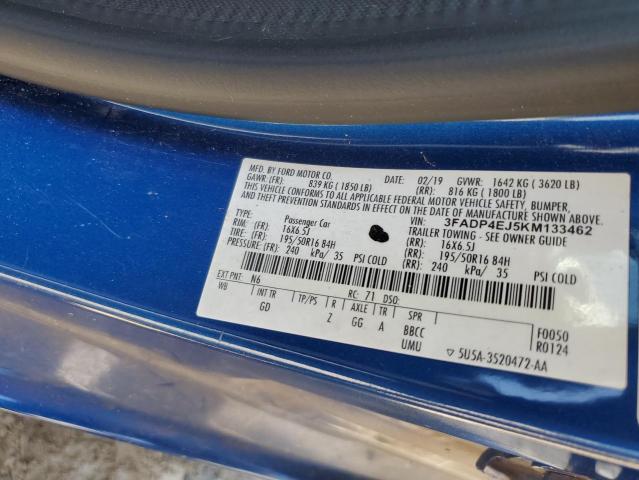 MFD. BY FORD MOTOR CO. DATE: 02/19 GVWR: 1642 KG ( 3620 LB)
GAWR: (FR): 839 KG ( 1850 LB) (RR): 816 KG ( 1800 LB)
THIS VEHICLE CONFORMS TO ALL APPLICABLE FEDERAL MOTOR VEHICLE SAFETY, BUMPER,
AND THEFT PREVENTION STANDARDS IN EFFECT ON THE DATE OF MANUFACTURE SHOWN ABOVE.
VIN: 3FADP4EJ5KM133462
TYPE: Passenger Car TRAILER TOWING - SEE OWNER GUIDE
RIM: (FR): 16X6.5J (RR): 16X6.5J
TIRE: (FR): 195/50R16 84H (RR): 195/50R16 84H
PRESSURE: (FR): 240 kPa/ 35 PSI COLD (RR): 240 kPa/ 35 PSI COLD
EXT PNT: N6 RC: 71 DSO:
WB INT TR TP/PS R AXLE TR SPR F0050
GD Z GG A BBCC R0124
UMU ▽ 5U5A-3520472-AA